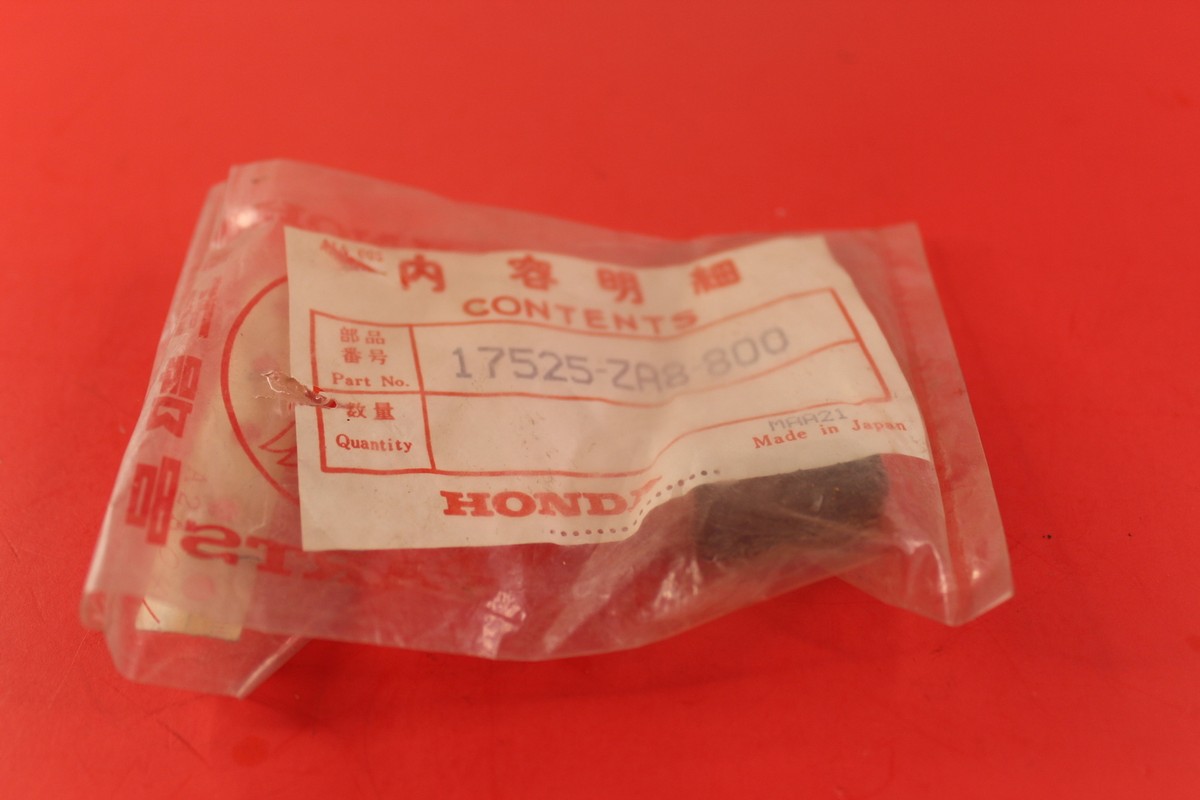 内容明細
CONTENTS
部品
番号
Part No.
17525-ZA8-800
数量
Quantity
MAA21
Made in Japan
HONDA